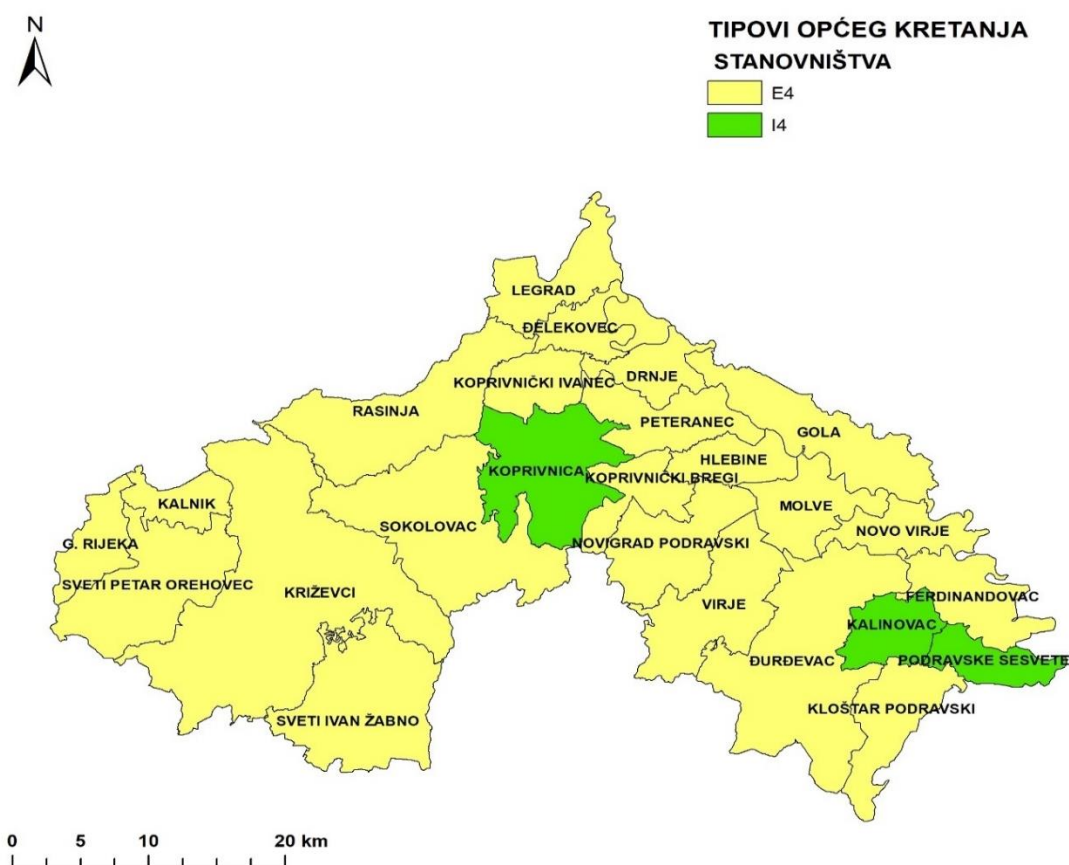 N
TIPOVI OPĆEG KRETANJA
STANOVNIŠTVA
E4
I4
LEGRAD
ĐELEKOVEC
KOPRIVNIČKI IVANEC
DRNJE
RASINJA
PETERANEC
GOLA
HLEBINE
KOPRIVNICA
KOPRIVNIČKI BREGI
KALNIK
MOLVE
SOKOLOVAC
NOVO VIRJE
G. RIJEKA
NOVIGRAD PODRAVSKI
SVETI PETAR OREHOVEC
KRIŽEVCI
FERDINANDOVAC
VIRJE
KALINOVAC
ĐURĐEVAC
PODRAVSKE SESVETE
KLOŠTAR PODRAVSKI
SVETI IVAN ŽABNO
0 5 10 20 km